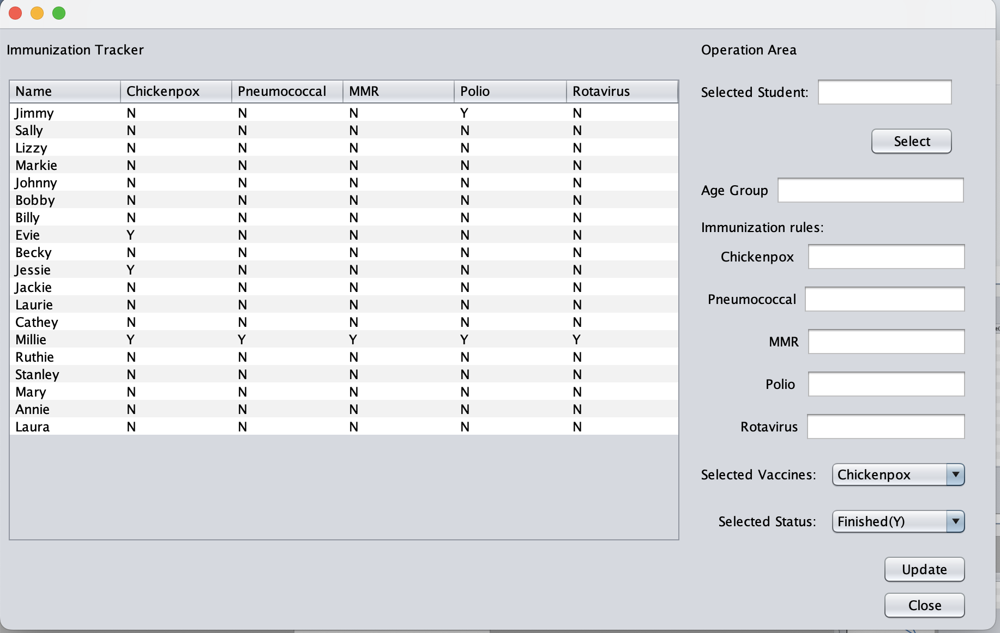 Immunization Tracker
Name Chickenpox Pneumococcal MMR Polio Rotavirus
Jimmy N N N Y N
Sally N N N N N
Lizzy N N N N N
Markie N N N N N
Johnny N N N N N
Bobby N N N N N
Billy N N N N N
Evie Y N N N N
Becky N N N N N
Jessie Y N N N N
Jackie N N N N N
Laurie N N N N N
Cathey N N N N N
Millie Y Y Y Y Y
Ruthie N N N N N
Stanley N N N N N
Mary N N N N N
Annie N N N N N
Laura N N N N N
Operation Area
Selected Student:
Select
Age Group
Immunization rules:
Chickenpox
Pneumococcal
MMR
Polio
Rotavirus
Selected Vaccines: Chickenpox
Selected Status: Finished(Y)
Update
Close